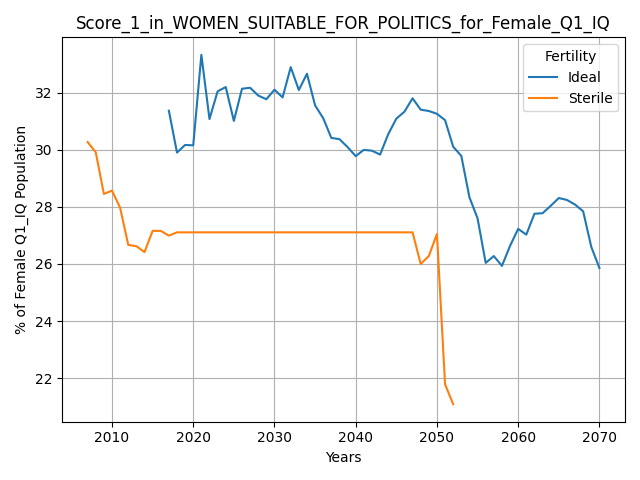 Score_1_in_WOMEN_SUITABLE_FOR_POLITICS_for_Female_Q1_IQ
Fertility
Ideal
Sterile
% of Female Q1_IQ Population
32
30
28
26
24
22
2010 2020 2030 2040 2050 2060 2070
Years